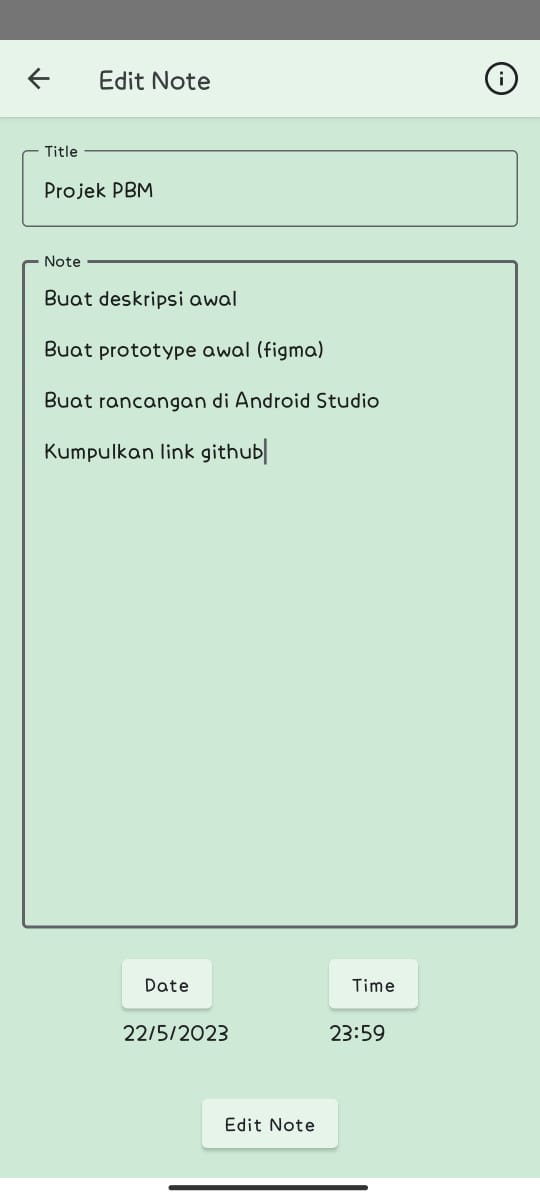 Edit Note
Title
Projek PBM
Note
Buat deskripsi awal
Buat prototype awal (figma)
Buat rancangan di Android Studio
Kumpulkan link github
Date
Time
22/5/2023
23:59
Edit Note